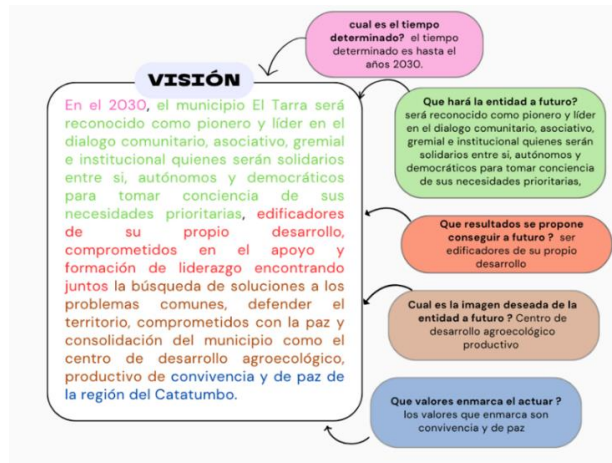 VISIÓN
En el 2030, el municipio El Tarra será
reconocido como pionero y líder en el
dialogo comunitario, asociativo, gremial
e institucional quienes serán solidarios
entre si, autónomos y democráticos
para tomar conciencia de sus
necesidades prioritarias, edificadores
de su propio desarrollo,
comprometidos en el apoyo y
formación de liderazgo encontrando
juntos la búsqueda de soluciones a los
problemas comunes, defender el
territorio, comprometidos con la paz y
consolidación del municipio como el
centro de desarrollo agroecológico,
productivo de convivencia y de paz de
la región del Catatumbo.
cual es el tiempo
determinado? el tiempo
determinado es hasta el
años 2030.
Que hará la entidad a futuro?
será reconocido como pionero y líder
en el dialogo comunitario, asociativo,
gremial e institucional quienes serán
solidarios entre si, autónomos y
democráticos para tomar conciencia
de sus necesidades prioritarias,
Que resultados se propone
conseguir a futuro ? ser
edificadores de su propio
desarrollo
Cual es la imagen deseada de la
entidad a futuro ? Centro de
desarrollo agroecológico
productivo
Que valores enmarca el actuar ?
los valores que enmarca son
convivencia y de paz